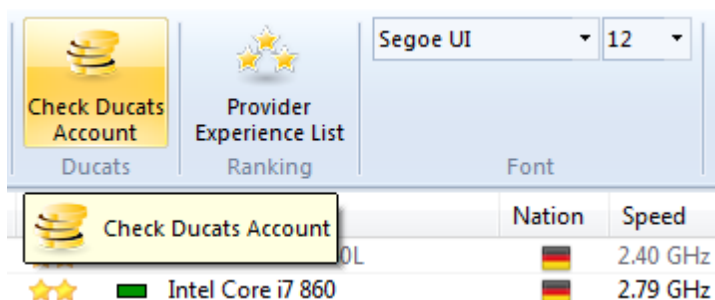 Segoe UI 12
Check Ducats
Account
Provider
Experience List
Ducats Ranking Font
Nation Speed
Check Ducats Account
0L 2.40 GHz
Intel Core i7 860 2.79 GHz